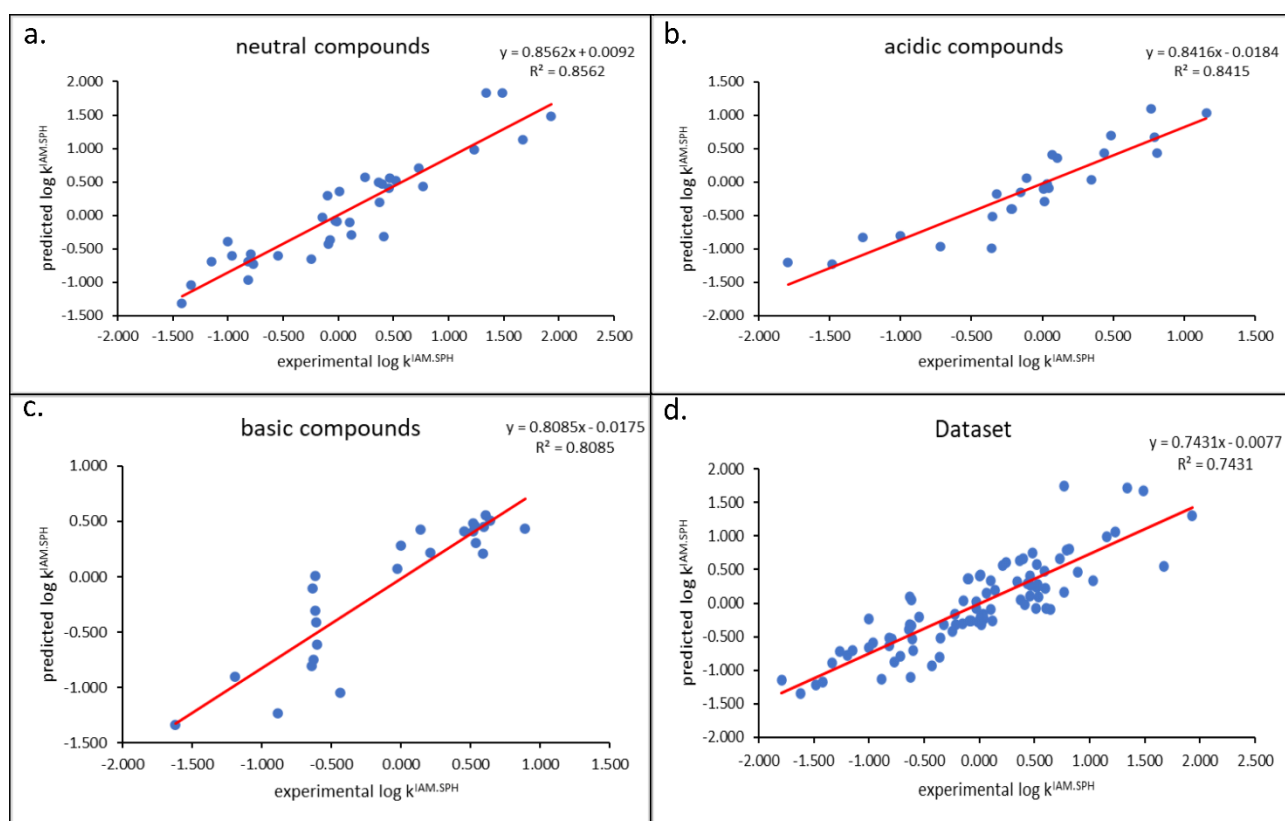 a.
neutral compounds
y = 0.8562x + 0.0092
R² = 0.8562
2.000
1.500
1.000
0.500
0.000
-0.500
-1.000
-1.500
predicted log k^IAM.SPH
-2.000 -1.500 -1.000 -0.500 0.000 0.500 1.000 1.500 2.000 2.500
experimental log k^IAM.SPH
b.
acidic compounds
y = 0.8416x - 0.0184
R² = 0.8415
1.500
1.000
0.500
0.000
-0.500
-1.000
-1.500
-2.000
predicted log k^IAM.SPH
-2.000 -1.500 -1.000 -0.500 0.000 0.500 1.000 1.500
experimental log k^IAM.SPH
c.
basic compounds
y = 0.8085x - 0.0175
R² = 0.8085
1.000
0.500
0.000
-0.500
-1.000
-1.500
predicted log k^IAM.SPH
-2.000 -1.500 -1.000 -0.500 0.000 0.500 1.000 1.500
experimental log k^IAM.SPH
d.
Dataset
y = 0.7431x - 0.0077
R² = 0.7431
2.000
1.500
1.000
0.500
0.000
-0.500
-1.000
-1.500
-2.000
predicted log k^IAM.SPH
-2.000 -1.500 -1.000 -0.500 0.000 0.500 1.000 1.500 2.000 2.500
experimental log k^IAM.SPH